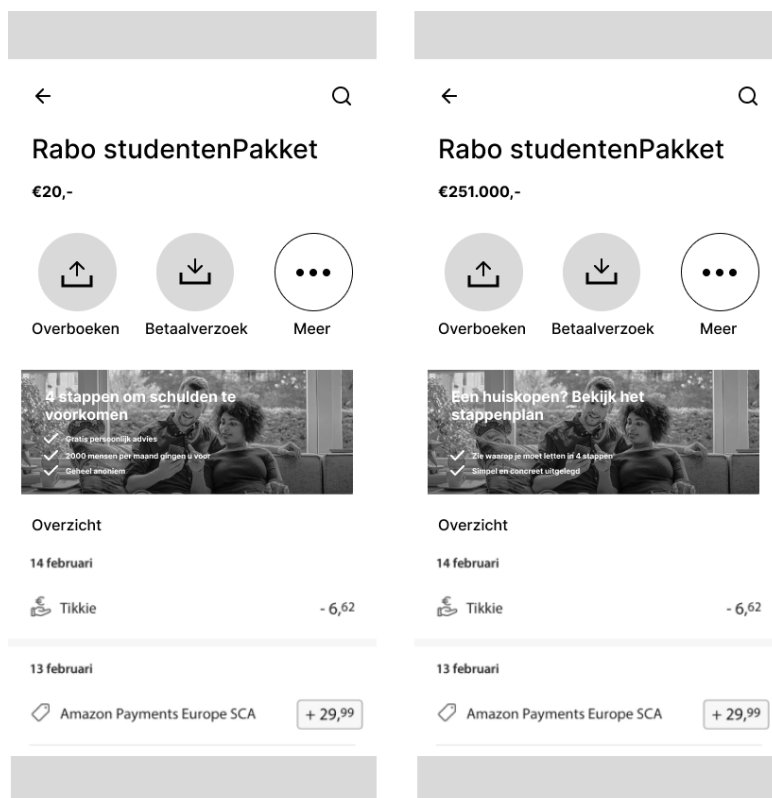 Rabo studentenPakket
€20,-
Overboeken
Betaalverzoek
Meer
4 stappen om schulden te
voorkomen
Gratis persoonlijk advies
2000 mensen per maand gingen u voor
Geheel anoniem
Overzicht
14 februari
Tikkie - 6,62
13 februari
Amazon Payments Europe SCA + 29,99
Rabo studentenPakket
€251.000,-
Overboeken
Betaalverzoek
Meer
Een huiskopen? Bekijk het
stappenplan
Zie waarop je moet letten in 4 stappen
Simpel en concreet uitgelegd
Overzicht
14 februari
Tikkie - 6,62
13 februari
Amazon Payments Europe SCA + 29,99